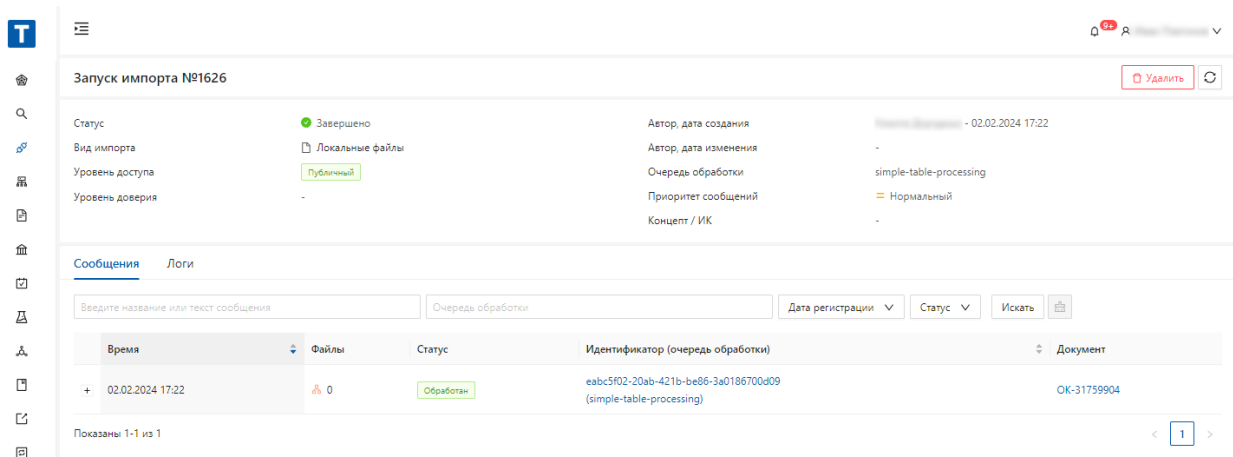 T
9+
Запуск импорта №1626
Удалить
Статус
Завершено
Автор, дата создания
- 02.02.2024 17:22
Вид импорта
Локальные файлы
Автор, дата изменения
-
Уровень доступа
Публичный
Очередь обработки
simple-table-processing
Уровень доверия
-
Приоритет сообщений
Нормальный
Концепт / ИК
-
Сообщения
Логи
Введите название или текст сообщения
Очередь обработки
Дата регистрации
Статус
Искать
Время
Файлы
Статус
Идентификатор (очередь обработки)
Документ
+
02.02.2024 17:22
0
Обработан
eabc5f02-20ab-421b-be86-3a0186700d09
(simple-table-processing)
OK-31759904
Показаны 1-1 из 1
<
1
>